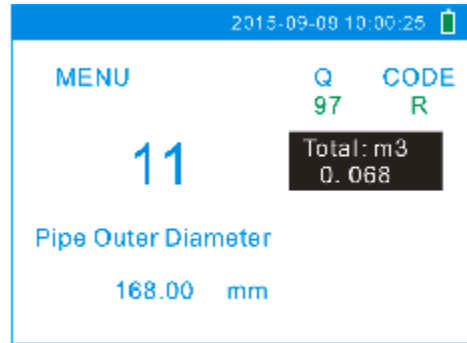 2015-09-09 10:00:25
MENU
Q
CODE
97
R
11
Total: m3
0.068
Pipe Outer Diameter
168.00 mm